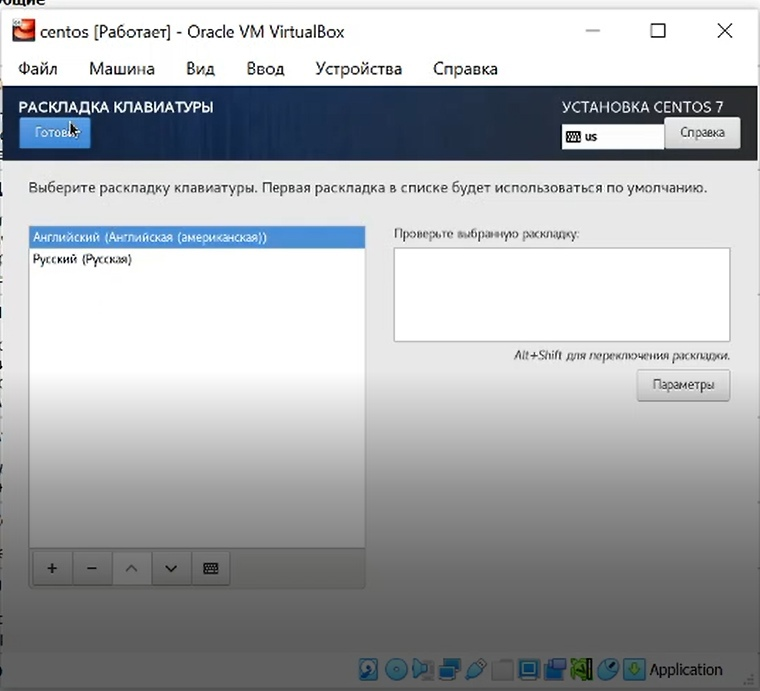 centos [Работает] - Oracle VM VirtualBox
Файл Машина Вид Ввод Устройства Справка
РАСКЛАДКА КЛАВИАТУРЫ
УСТАНОВКА CENTOS 7
Готово
us
Справка
Выберите раскладку клавиатуры. Первая раскладка в списке будет использоваться по умолчанию.
Английский (Английская (американская))
Русский (Русская)
Проверьте выбранную раскладку:
Alt+Shift для переключения раскладки.
Параметры
Application